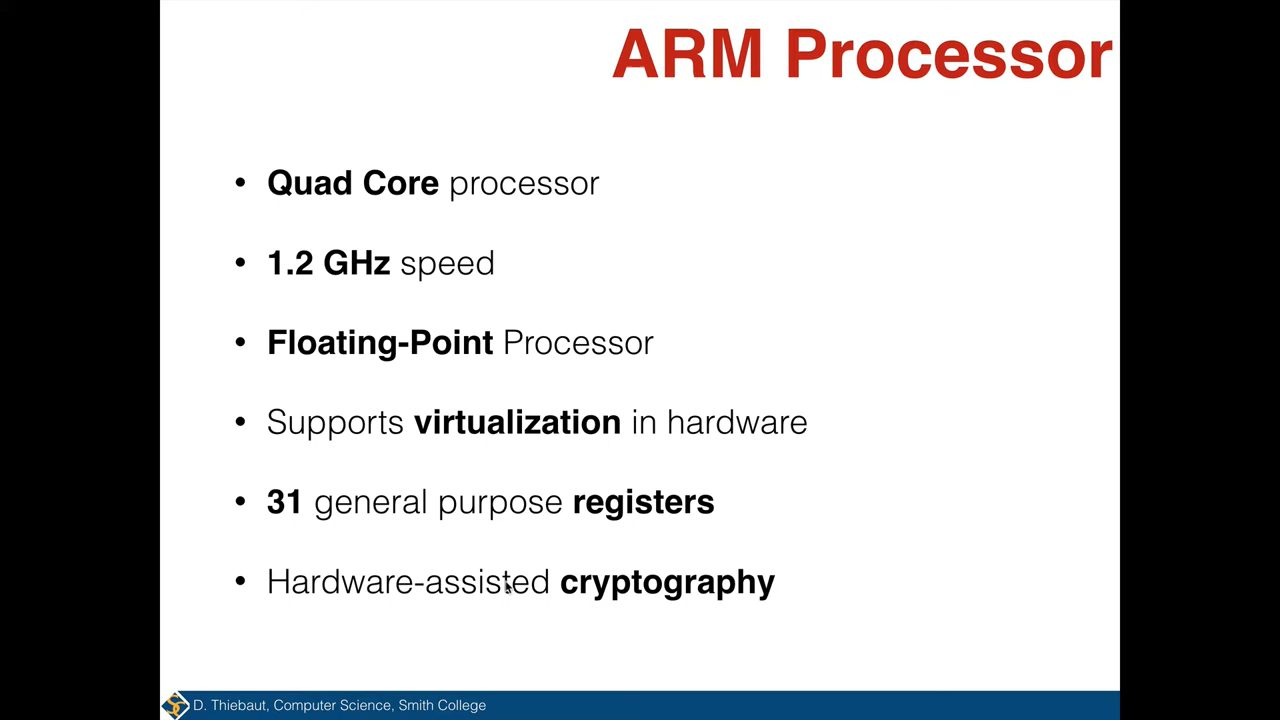 ARM Processor
• Quad Core processor
• 1.2 GHz speed
• Floating-Point Processor
• Supports virtualization in hardware
• 31 general purpose registers
• Hardware-assisted cryptography
D. Thiebaut, Computer Science, Smith College